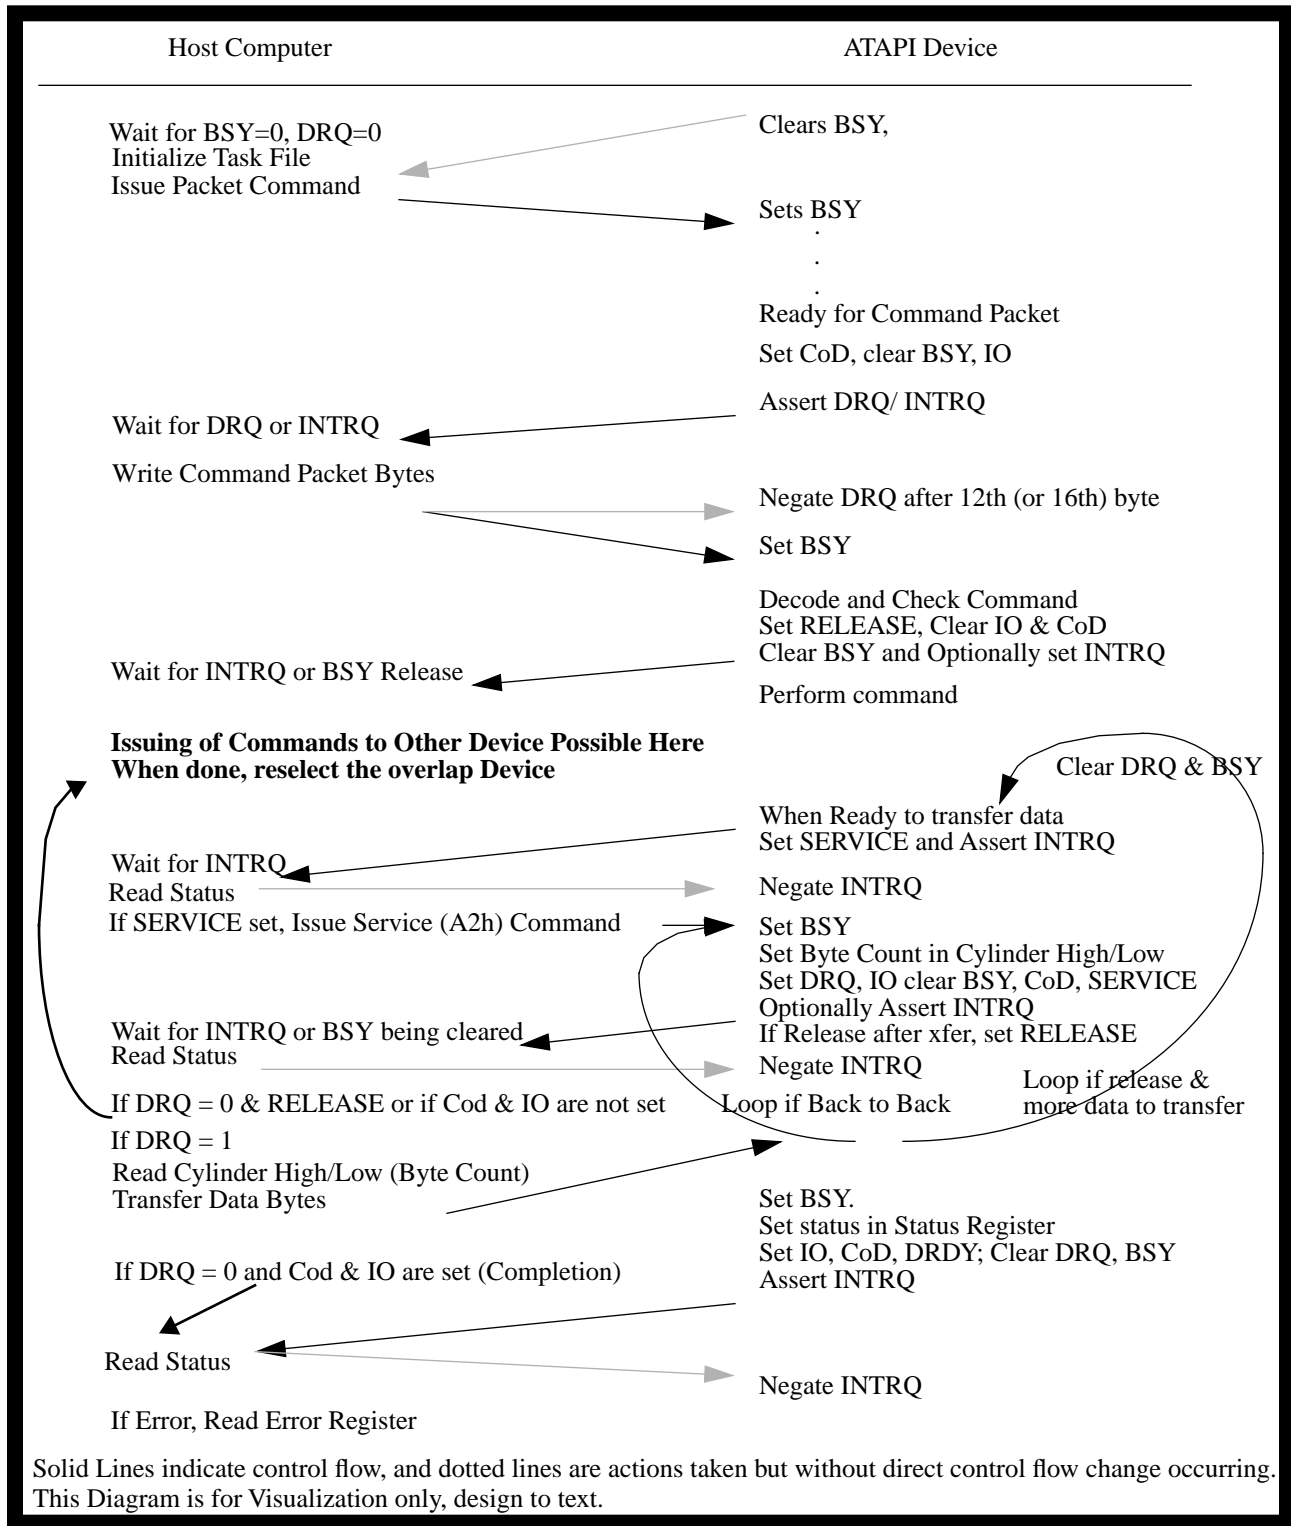 Host Computer
ATAPI Device
Wait for BSY=0, DRQ=0
Initialize Task File
Issue Packet Command
Clears BSY,
Sets BSY
.
.
.
Ready for Command Packet
Set CoD, clear BSY, IO
Assert DRQ/ INTRQ
Wait for DRQ or INTRQ
Write Command Packet Bytes
Negate DRQ after 12th (or 16th) byte
Set BSY
Decode and Check Command
Set RELEASE, Clear IO & CoD
Clear BSY and Optionally set INTRQ
Wait for INTRQ or BSY Release
Perform command
Issuing of Commands to Other Device Possible Here
When done, reselect the overlap Device
Clear DRQ & BSY
When Ready to transfer data
Set SERVICE and Assert INTRQ
Wait for INTRQ
Read Status
Negate INTRQ
If SERVICE set, Issue Service (A2h) Command
Set BSY
Set Byte Count in Cylinder High/Low
Set DRQ, IO clear BSY, CoD, SERVICE
Optionally Assert INTRQ
If Release after xfer, set RELEASE
Wait for INTRQ or BSY being cleared
Read Status
Negate INTRQ
Loop if release &
more data to transfer
If DRQ = 0 & RELEASE or if Cod & IO are not set
Loop if Back to Back
If DRQ = 1
Read Cylinder High/Low (Byte Count)
Transfer Data Bytes
Set BSY.
Set status in Status Register
Set IO, CoD, DRDY; Clear DRQ, BSY
Assert INTRQ
If DRQ = 0 and Cod & IO are set (Completion)
Read Status
Negate INTRQ
If Error, Read Error Register
Solid Lines indicate control flow, and dotted lines are actions taken but without direct control flow change occurring.
This Diagram is for Visualization only, design to text.